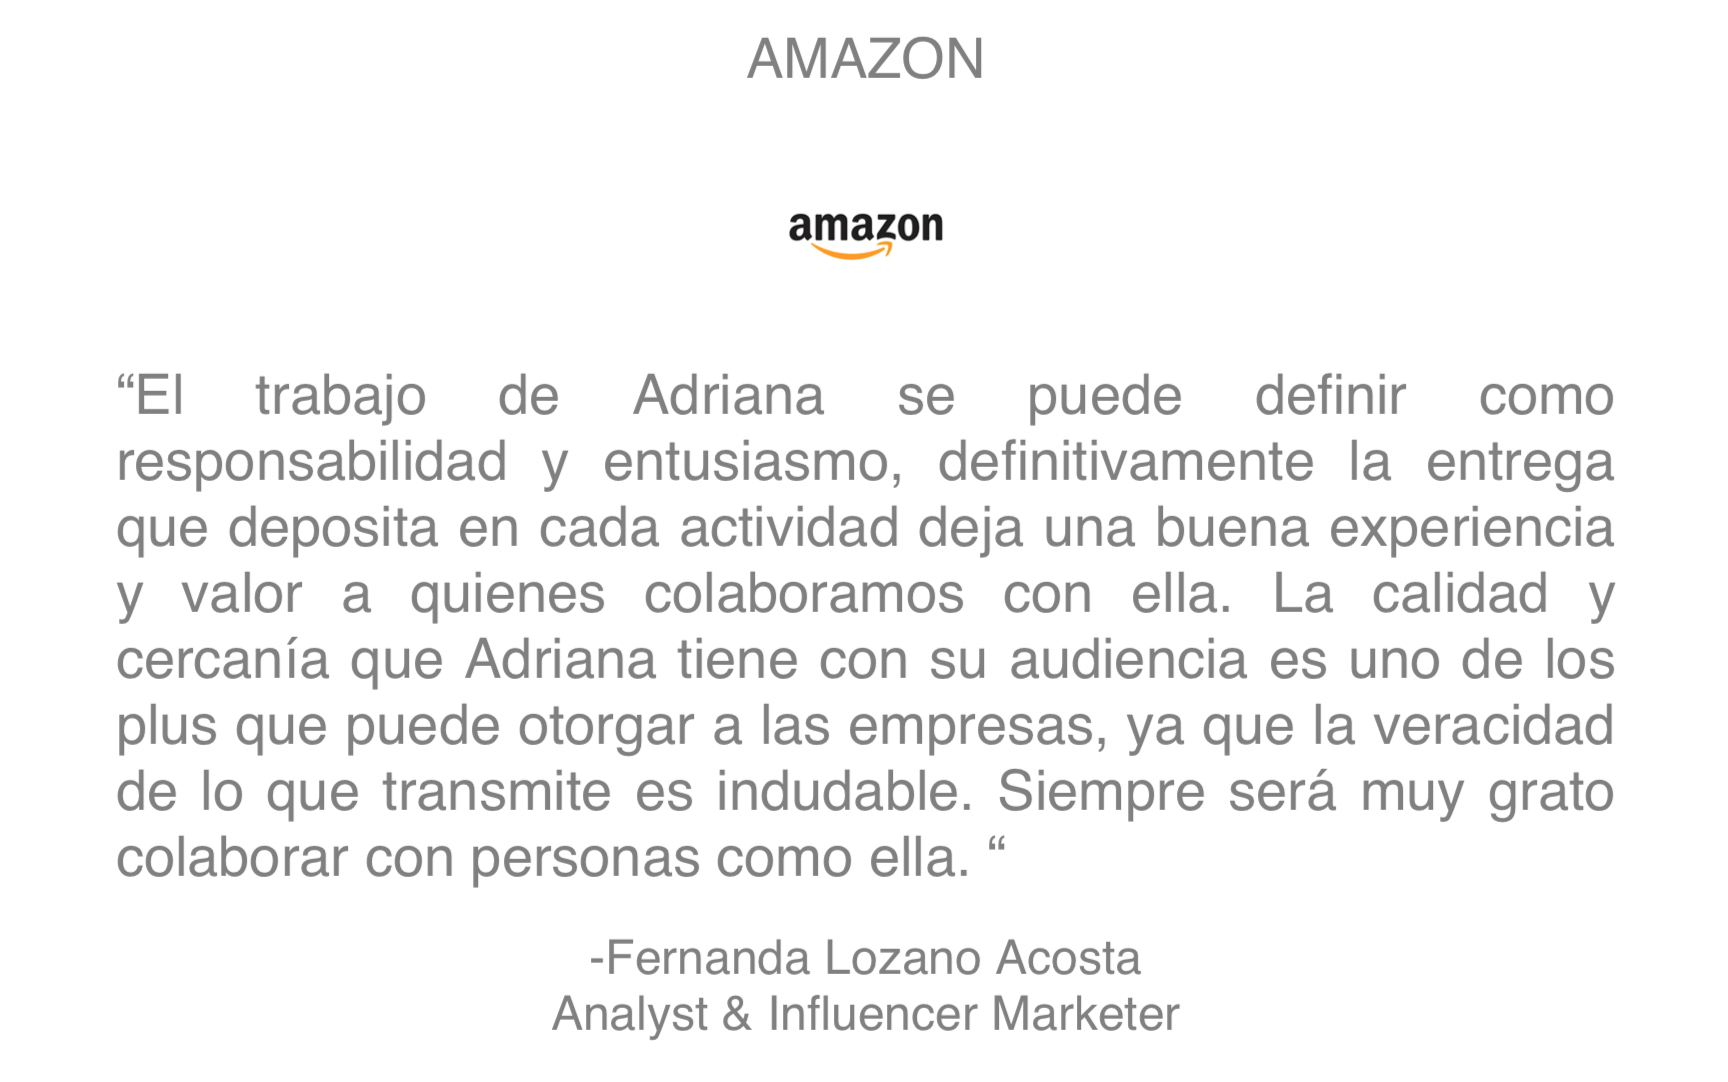 AMAZON
amazon
“El trabajo de Adriana se puede definir como
responsabilidad y entusiasmo, definitivamente la entrega
que deposita en cada actividad deja una buena experiencia
y valor a quienes colaboramos con ella. La calidad y
cercanía que Adriana tiene con su audiencia es uno de los
plus que puede otorgar a las empresas, ya que la veracidad
de lo que transmite es indudable. Siempre será muy grato
colaborar con personas como ella. “
-Fernanda Lozano Acosta
Analyst & Influencer Marketer